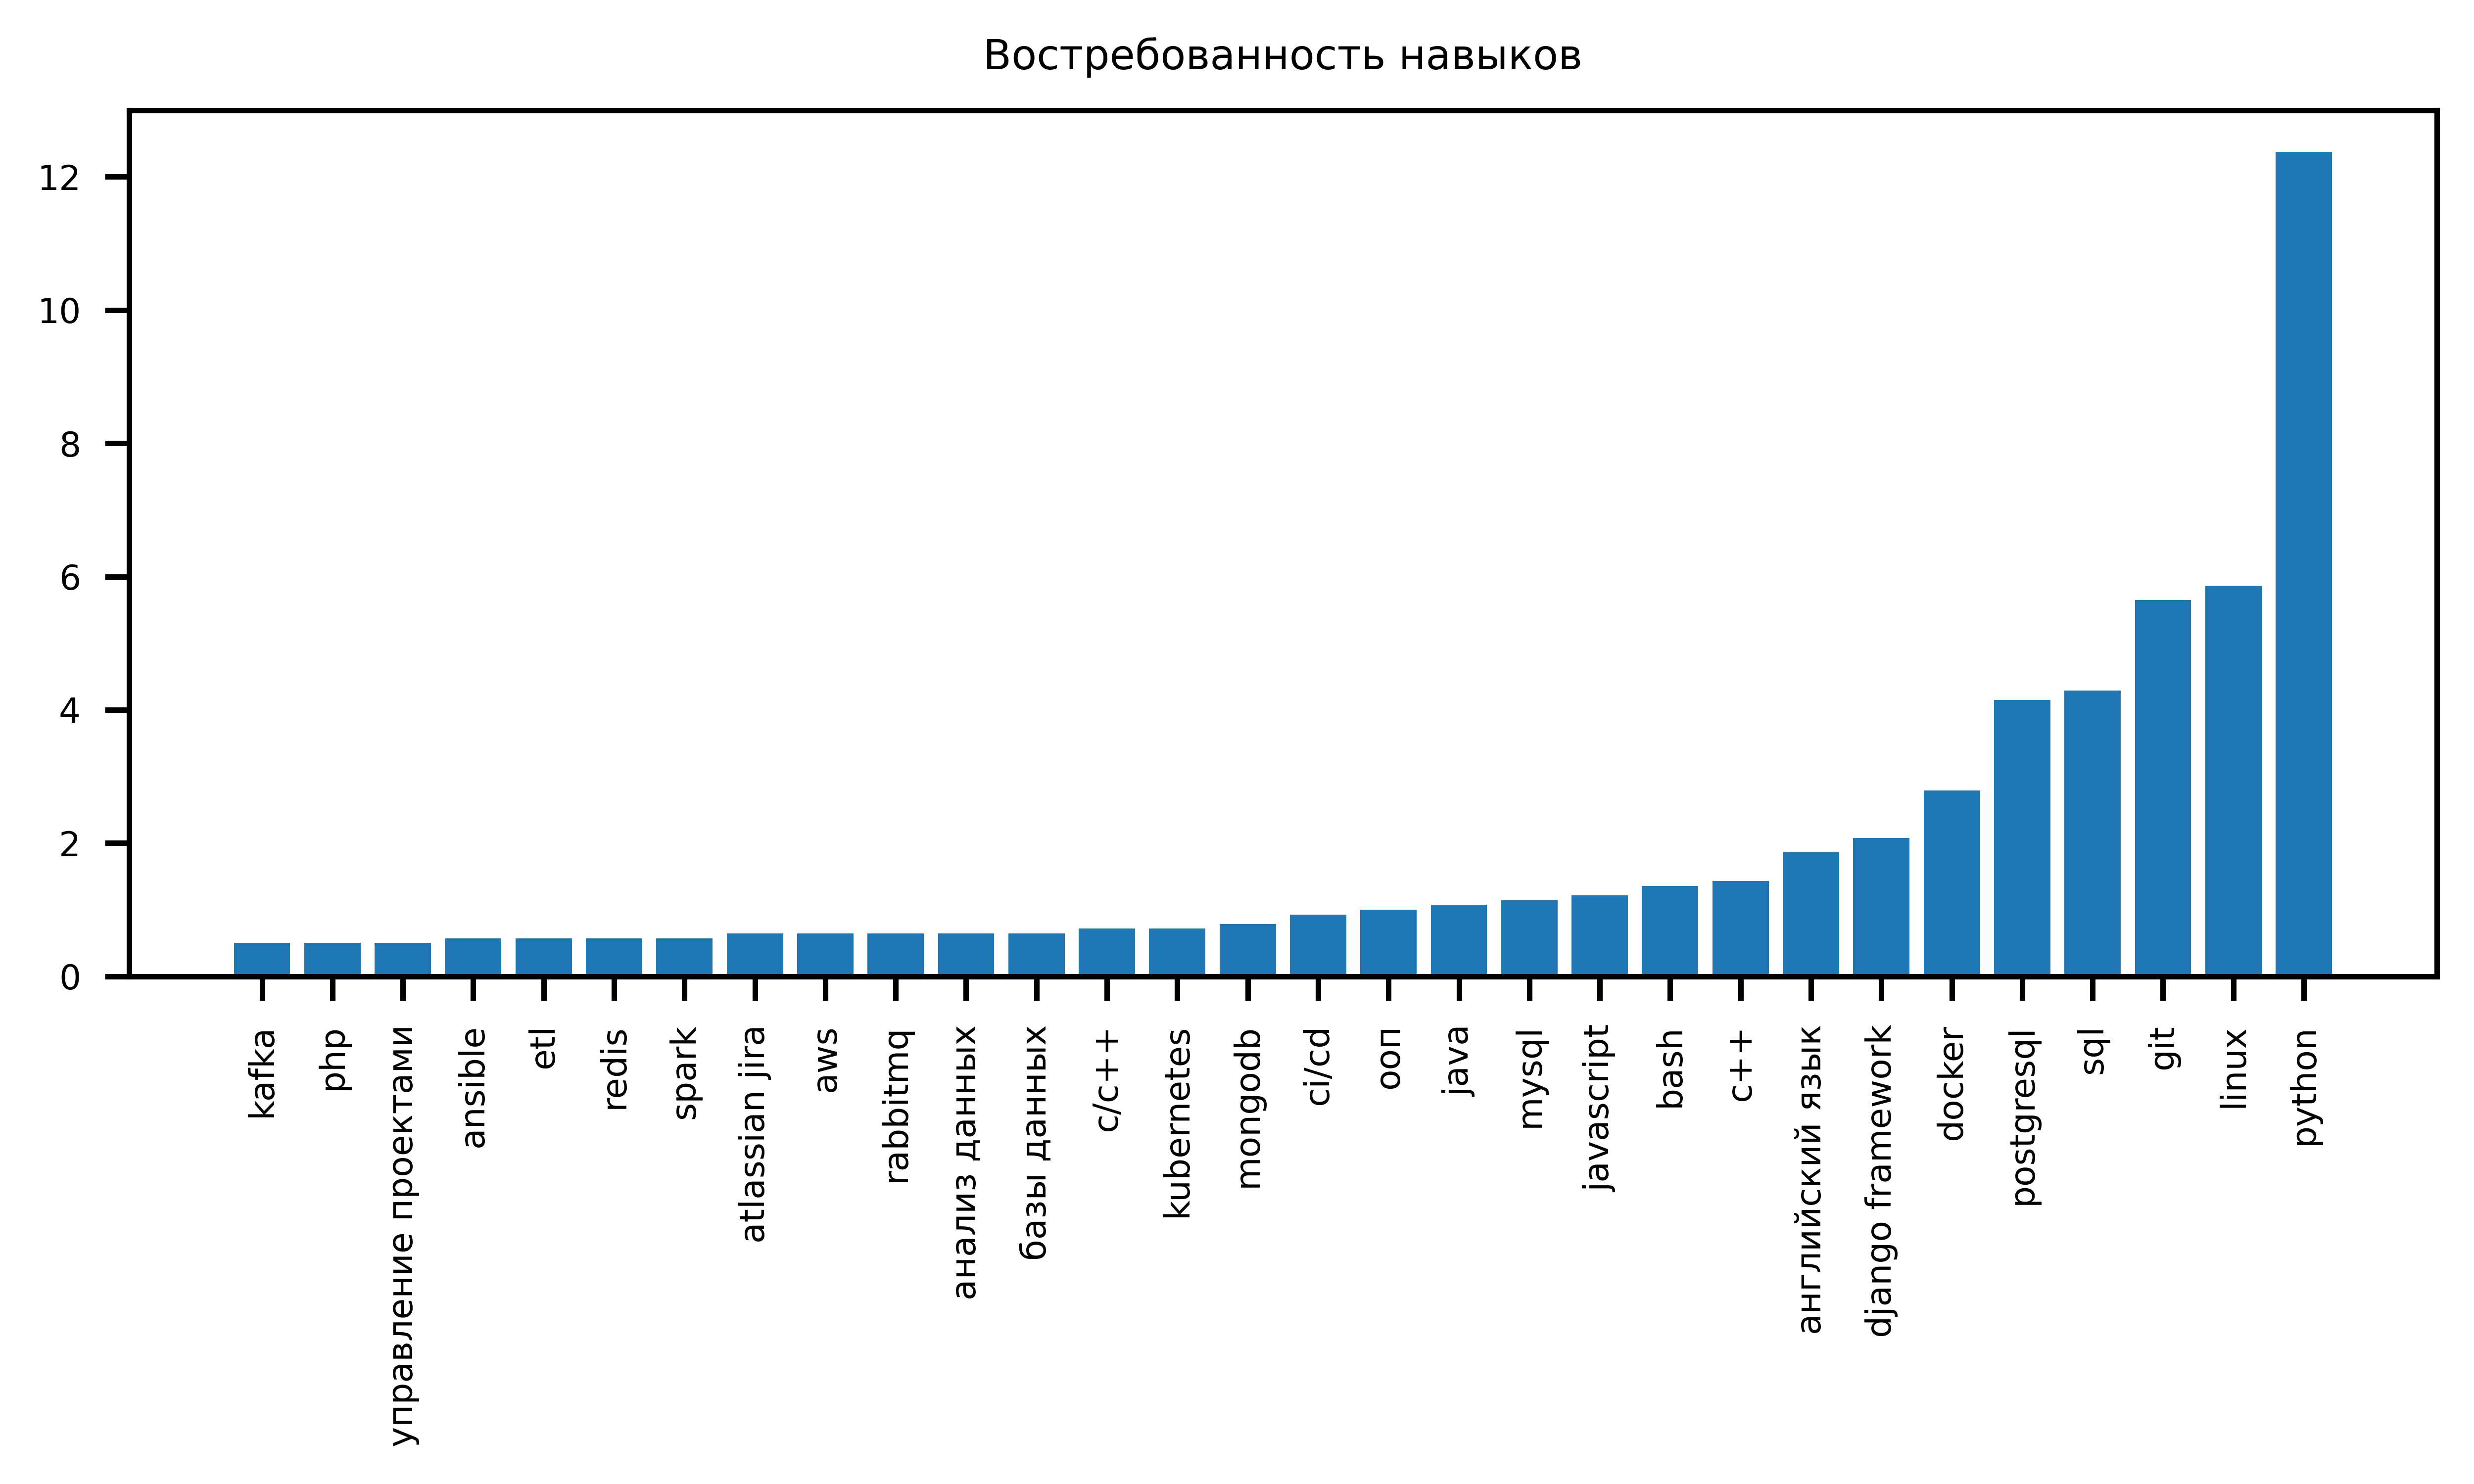 Востребованность навыков
12
10
8
6
4
2
0
kafka
php
управление проектами
ansible
etl
redis
spark
atlassian jira
aws
rabbitmq
анализ данных
базы данных
c/c++
kubernetes
mongodb
ci/cd
ооп
java
mysql
javascript
bash
c++
английский язык
django framework
docker
postgresql
sql
git
linux
python